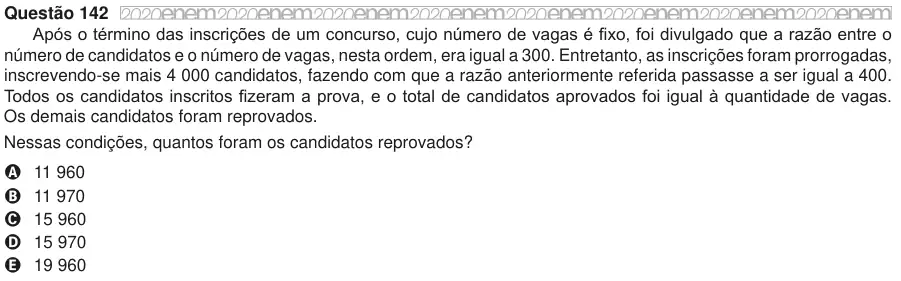 Questão 142 2020enem2020enem2020enem2020enem2020enem2020enem2020enem2020enem
Após o término das inscrições de um concurso, cujo número de vagas é fixo, foi divulgado que a razão entre o
número de candidatos e o número de vagas, nesta ordem, era igual a 300. Entretanto, as inscrições foram prorrogadas,
inscrevendo-se mais 4 000 candidatos, fazendo com que a razão anteriormente referida passasse a ser igual a 400.
Todos os candidatos inscritos fizeram a prova, e o total de candidatos aprovados foi igual à quantidade de vagas.
Os demais candidatos foram reprovados.
Nessas condições, quantos foram os candidatos reprovados?
A 11 960
B 11 970
C 15 960
D 15 970
E 19 960